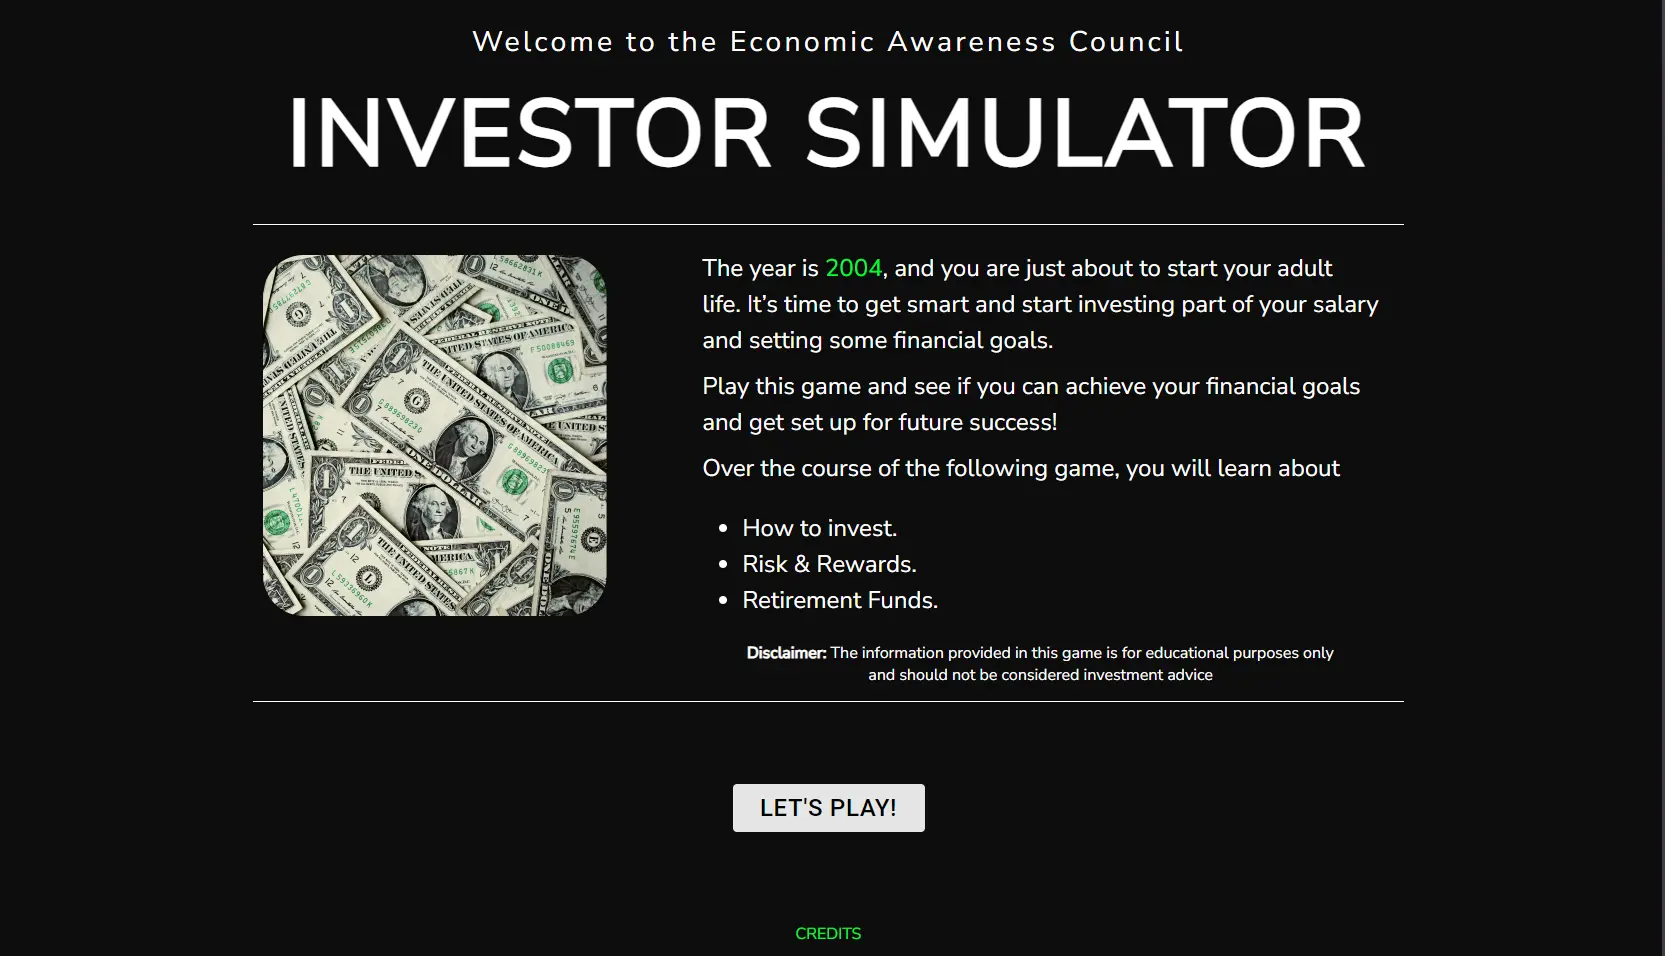 Welcome to the Economic Awareness Council
INVESTOR SIMULATOR
The year is 2004, and you are just about to start your adult
life. It’s time to get smart and start investing part of your salary
and setting some financial goals.
Play this game and see if you can achieve your financial goals
and get set up for future success!
Over the course of the following game, you will learn about
• How to invest.
• Risk & Rewards.
• Retirement Funds.
Disclaimer: The information provided in this game is for educational purposes only
and should not be considered investment advice
LET'S PLAY!
CREDITS